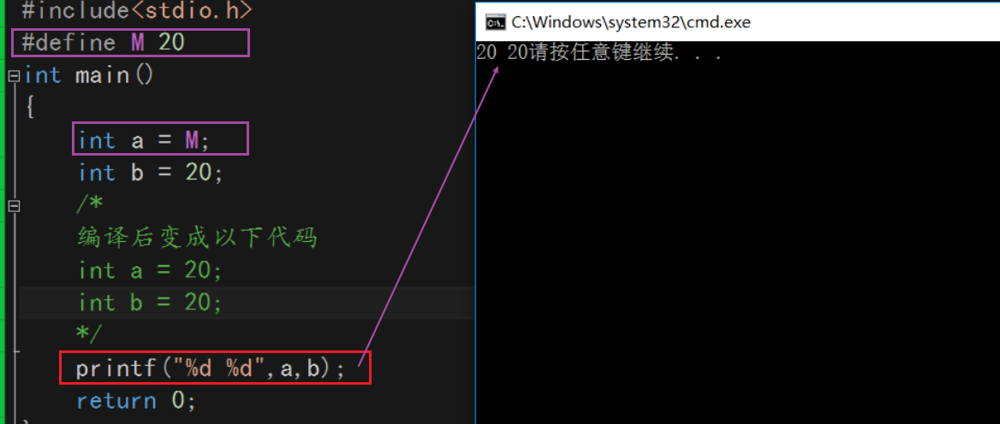 #include<stdio.h>
#define M 20
int main()
{
int a = M;
int b = 20;
/*
编译后变成以下代码
int a = 20;
int b = 20;
*/
printf("%d %d",a,b);
return 0;
}
C:\Windows\system32\cmd.exe
20 20请按任意键继续. . .